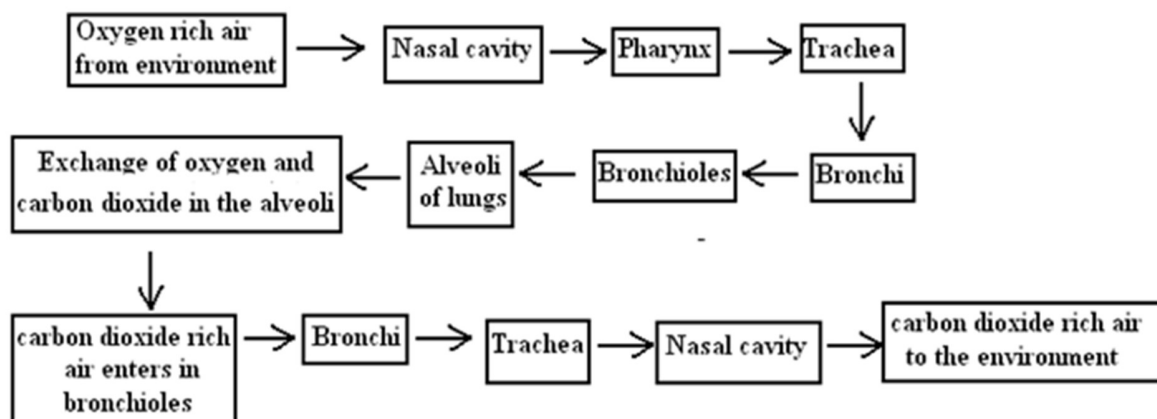 Oxygen rich air
from environment
Nasal cavity
Pharynx
Trachea
Bronchi
Bronchioles
Alveoli
of lungs
Exchange of oxygen and
carbon dioxide in the alveoli
carbon dioxide rich
air enters in
bronchioles
Bronchi
Trachea
Nasal cavity
carbon dioxide rich air
to the environment